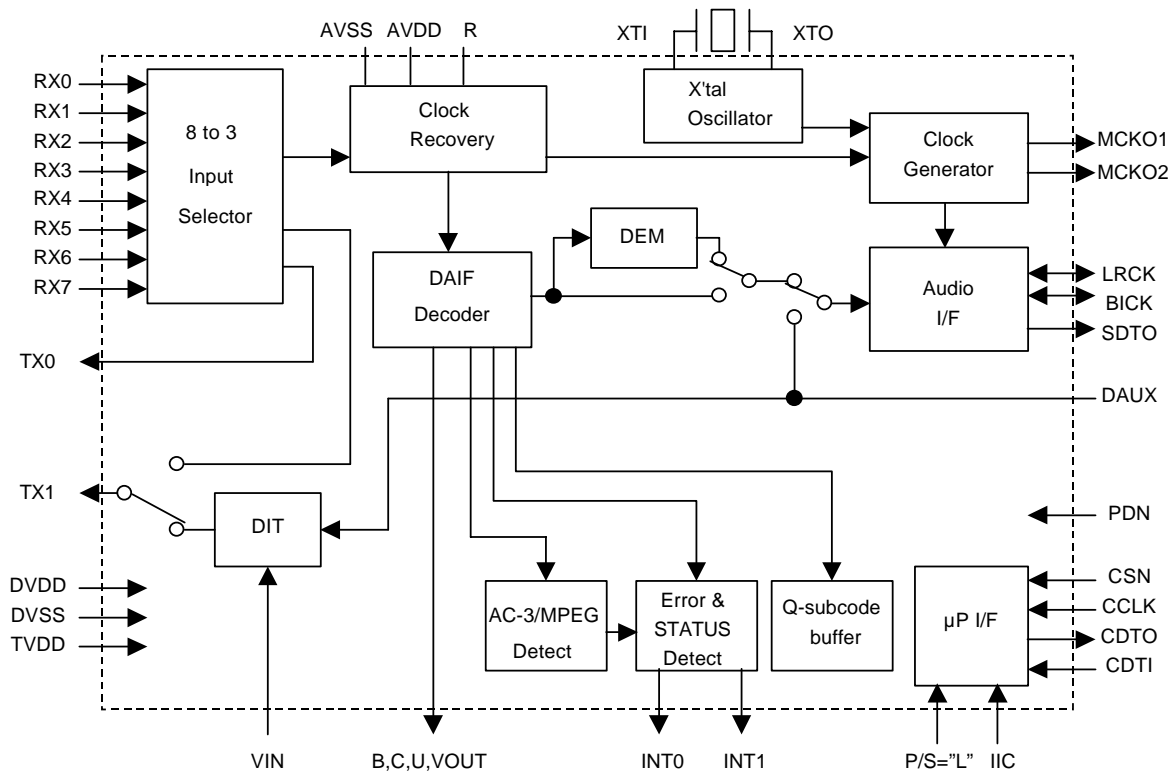 AVSS AVDD R
XTI XTO
RX0
RX1
RX2
RX3
RX4
RX5
RX6
RX7
8 to 3
Input
Selector
Clock
Recovery
X'tal
Oscillator
Clock
Generator
MCKO1
MCKO2
DEM
DAIF
Decoder
Audio
I/F
LRCK
BICK
SDTO
TX0
DAUX
TX1
DIT
PDN
DVDD
DVSS
TVDD
AC-3/MPEG
Detect
Error &
STATUS
Detect
Q-subcode
buffer
µP I/F
CSN
CCLK
CDTO
CDTI
VIN
B,C,U,VOUT
INT0
INT1
P/S="L"
IIC